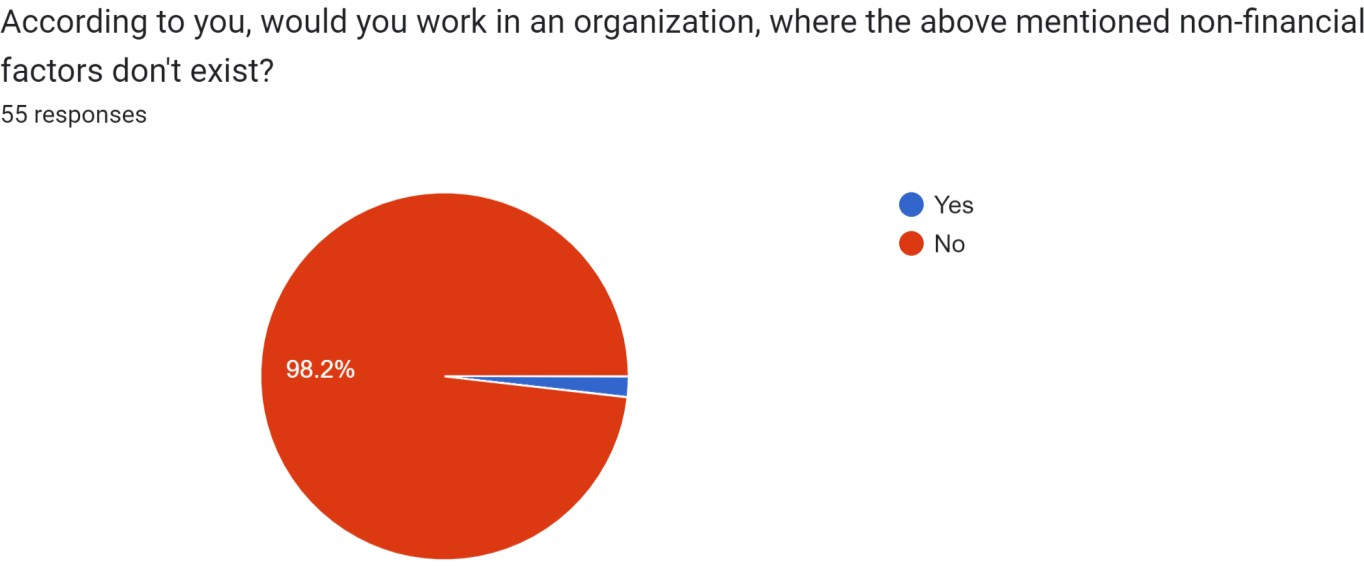 According to you, would you work in an organization, where the above mentioned non-financial
factors don't exist?
55 responses
Yes
No
98.2%